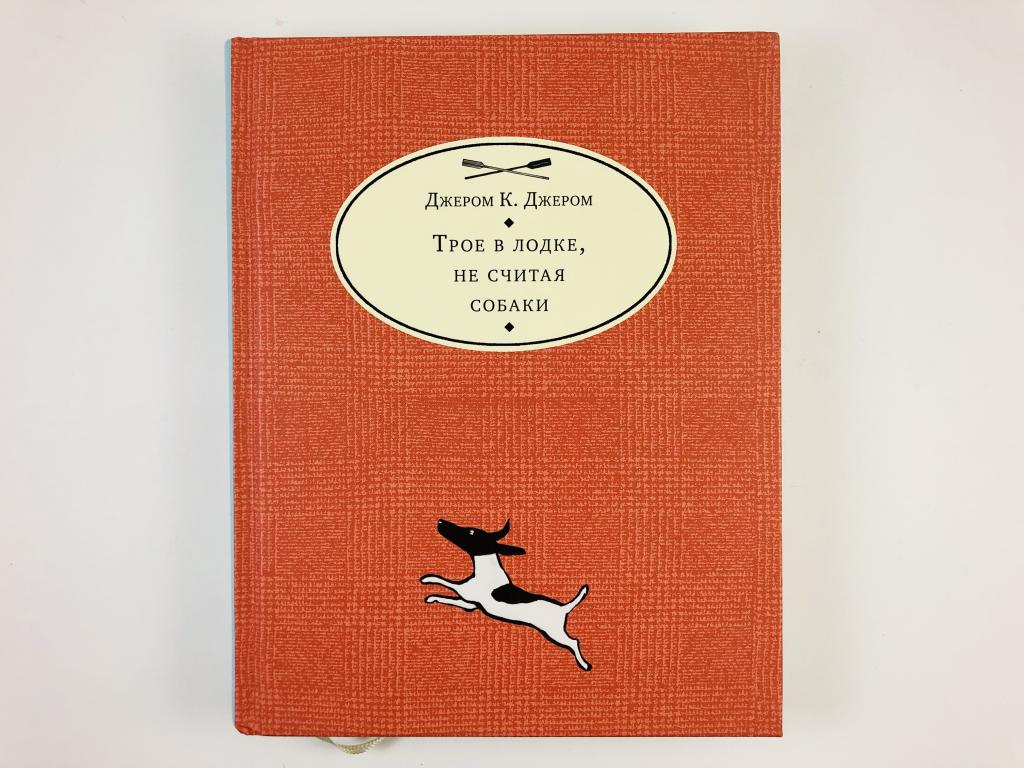 Джером К. Джером
Трое в лодке,
не считая
собаки